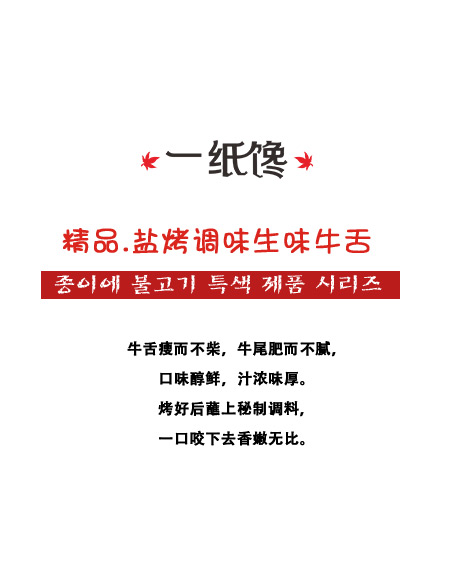 一纸馋
精品.盐烤调味生味牛舌
종이에 불고기 특색 제품 시리즈
牛舌瘦而不柴，牛尾肥而不腻，
口味醇鲜，汁浓味厚。
烤好后蘸上秘制调料，
一口咬下去香嫩无比。